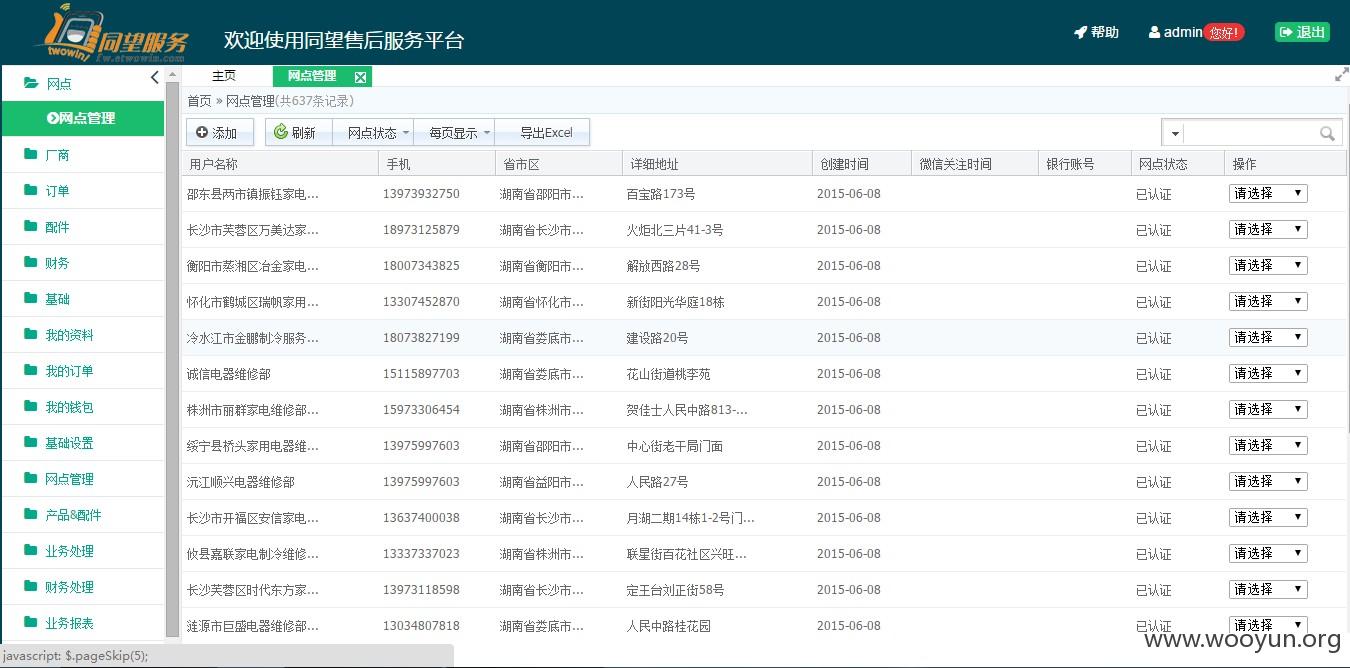 同望服务
twowin
fw.etwowin.com
欢迎使用同望售后服务平台
帮助 admin 您好! 退出
网点
网点管理
厂商
订单
配件
财务
基础
我的资料
我的订单
我的钱包
基础设置
网点管理
产品&配件
业务处理
财务处理
业务报表
主页 网点管理
首页 » 网点管理(共637条记录)
添加 刷新 网点状态 每页显示 导出Excel
用户名称 手机 省市区 详细地址 创建时间 微信关注时间 银行账号 网点状态 操作
邵东县两市镇振钰家电... 13973932750 湖南省邵阳市... 百宝路173号 2015-06-08 已认证 请选择
长沙市芙蓉区万美达家... 18973125879 湖南省长沙市... 火炬北三片41-3号 2015-06-08 已认证 请选择
衡阳市蒸湘区冶金家电... 18007343825 湖南省衡阳市... 解放西路28号 2015-06-08 已认证 请选择
怀化市鹤城区瑞帆家用... 13307452870 湖南省怀化市... 新街阳光华庭18栋 2015-06-08 已认证 请选择
冷水江市金鹏制冷服务... 18073827199 湖南省娄底市... 建设路20号 2015-06-08 已认证 请选择
诚信电器维修部 15115897703 湖南省娄底市... 花山街道桃李苑 2015-06-08 已认证 请选择
株洲市丽群家电维修部... 15973306454 湖南省株洲市... 贺佳士人民中路813-... 2015-06-08 已认证 请选择
绥宁县桥头家用电器维... 13975997603 湖南省邵阳市... 中心街老干局门面 2015-06-08 已认证 请选择
沅江顺兴电器维修部 13975997603 湖南省益阳市... 人民路27号 2015-06-08 已认证 请选择
长沙市开福区安信家电... 13637400038 湖南省长沙市... 月湖二期14栋1-2号门... 2015-06-08 已认证 请选择
攸县嘉联家电制冷维修... 13337337023 湖南省株洲市... 联星街百花社区兴旺... 2015-06-08 已认证 请选择
长沙芙蓉区时代东方家... 13973118598 湖南省长沙市... 定王台刘正街58号 2015-06-08 已认证 请选择
涟源市巨盛电器维修部... 13034807818 湖南省娄底市... 人民中路桂花园 2015-06-08 已认证 请选择
www.wooyun.org
javascript: $.pageSkip(5);